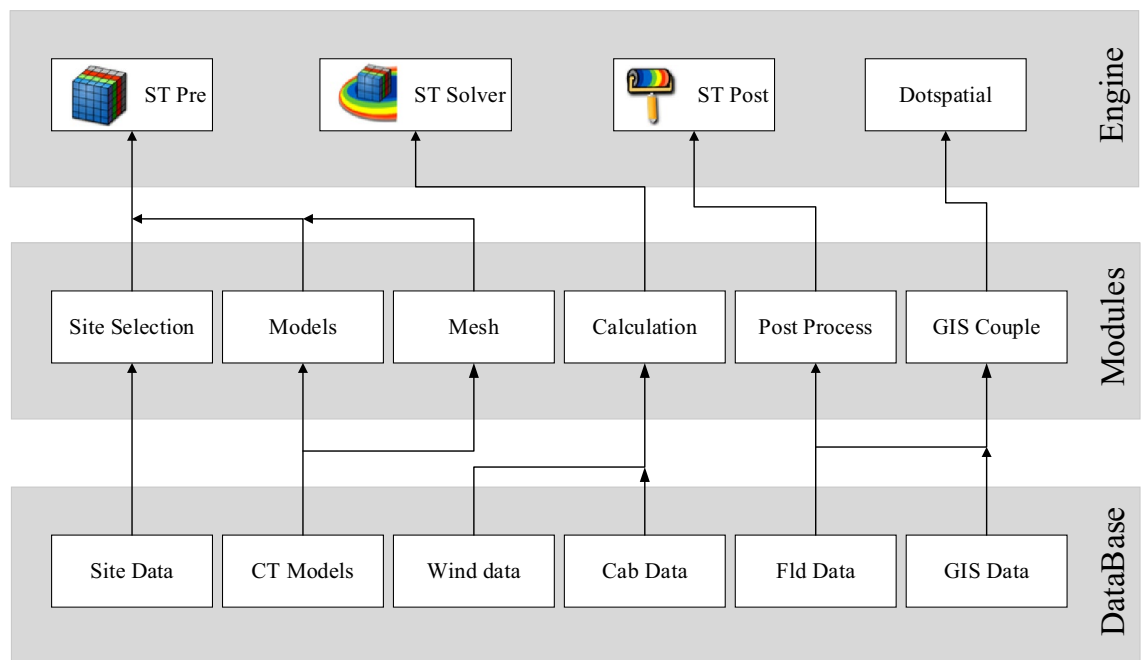 ST Pre
ST Solver
ST Post
Dotspatial
Engine
Site Selection
Models
Mesh
Calculation
Post Process
GIS Couple
Modules
Site Data
CT Models
Wind data
Cab Data
Fld Data
GIS Data
DataBase